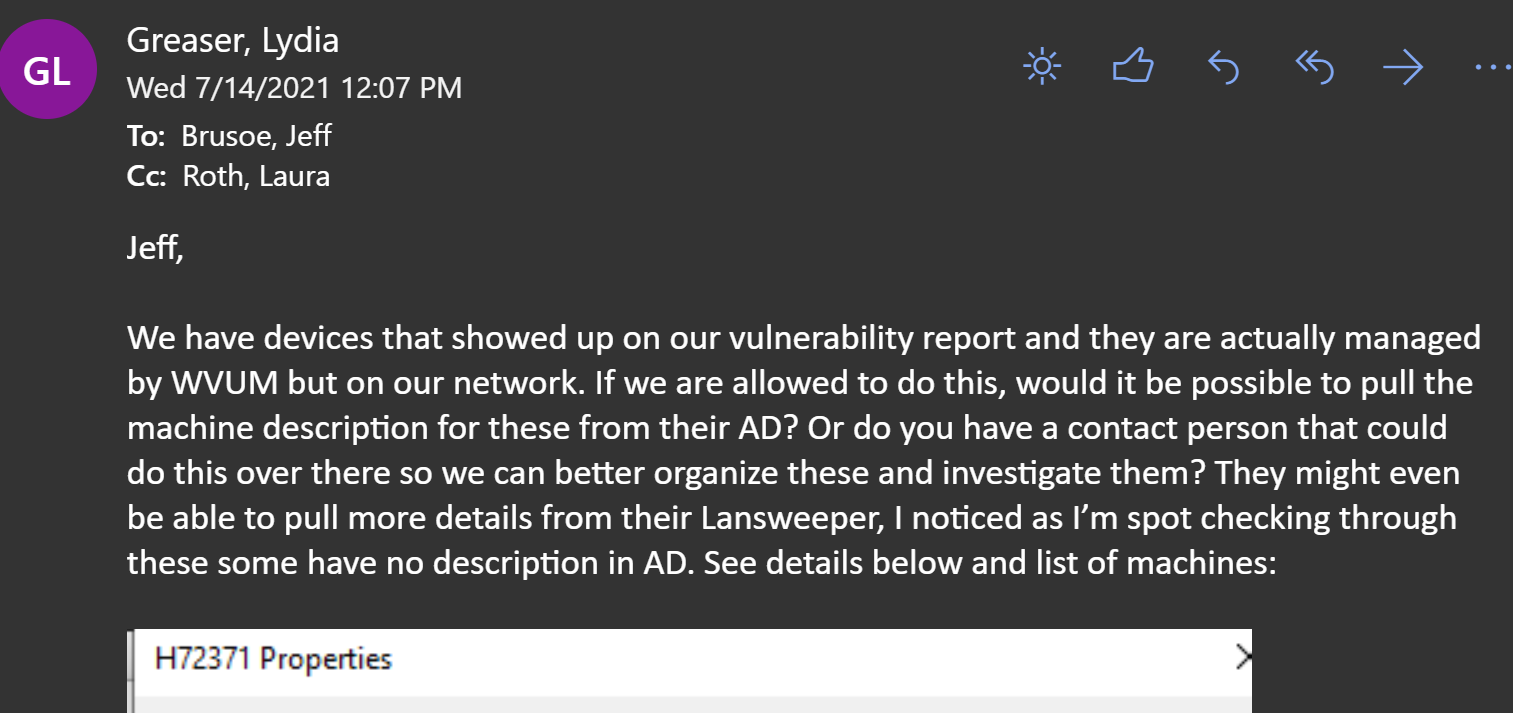 GL
Greaser, Lydia
Wed 7/14/2021 12:07 PM
To: Brusoe, Jeff
Cc: Roth, Laura
Jeff,
We have devices that showed up on our vulnerability report and they are actually managed
by WVUM but on our network. If we are allowed to do this, would it be possible to pull the
machine description for these from their AD? Or do you have a contact person that could
do this over there so we can better organize these and investigate them? They might even
be able to pull more details from their Lansweeper, I noticed as I’m spot checking through
these some have no description in AD. See details below and list of machines:
H72371 Properties